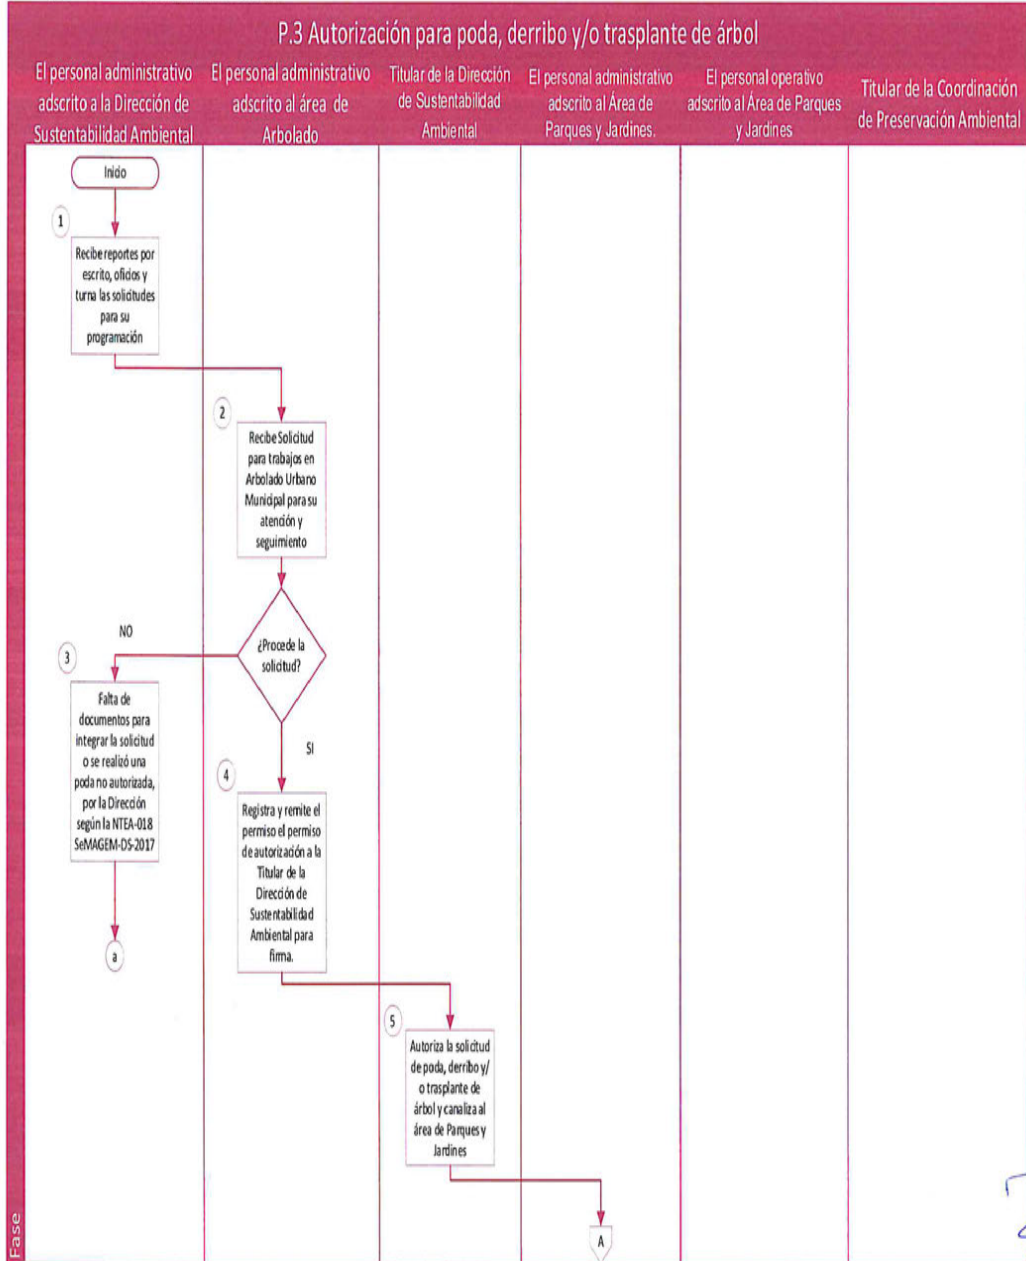 P.3 Autorización para poda, derribo y/o trasplante de árbol
El personal administrativo
adscrito a la Dirección de
Sustentabilidad Ambiental
El personal administrativo
adscrito al área de
Arbolado
Titular de la Dirección
de Sustentabilidad
Ambiental
El personal administrativo
adscrito al Área de
Parques y Jardines.
El personal operativo
adscrito al Área de Parques
y Jardines
Titular de la Coordinación
de Preservación Ambiental
Inicio
1
Recibe reportes por
escrito, oficios y
turna las solicitudes
para su
programación
2
Recibe Solicitud
para trabajos en
Arbolado Urbano
Municipal para su
atención y
seguimiento
¿Procede la
solicitud?
NO
3
Falta de
documentos para
integrar la solicitud
o se realizó una
poda no autorizada,
por la Dirección
según la NTEA-018
SeMAGEM-DS-2017
a
SI
4
Registra y remite el
permiso el permiso
de autorización a la
Titular de la
Dirección de
Sustentabilidad
Ambiental para
firma.
5
Autoriza la solicitud
de poda, derribo y/
o trasplante de
árbol y canaliza al
área de Parques y
Jardines
A
Fase